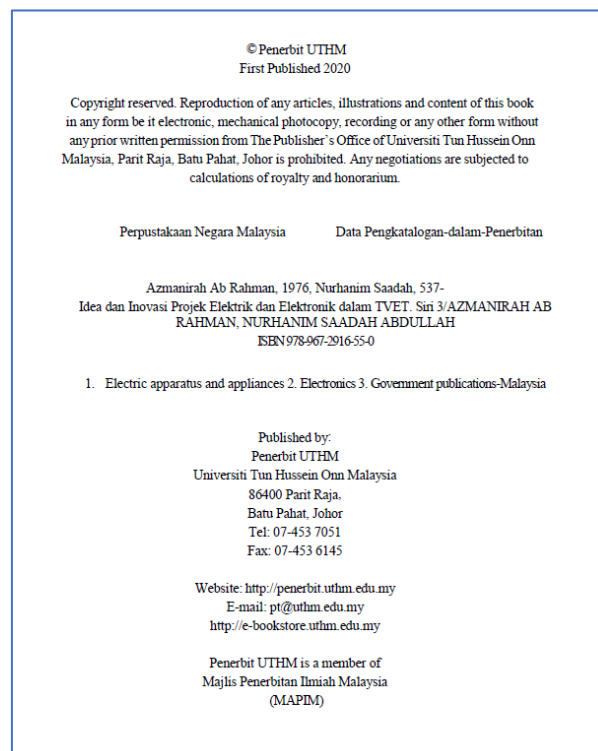 © Penerbit UTHM
First Published 2020
Copyright reserved. Reproduction of any articles, illustrations and content of this book
in any form be it electronic, mechanical photocopy, recording or any other form without
any prior written permission from The Publisher's Office of Universiti Tun Hussein Onn
Malaysia, Parit Raja, Batu Pahat, Johor is prohibited. Any negotiations are subjected to
calculations of royalty and honorarium.
Perpustakaan Negara Malaysia Data Pengkatalogan-dalam-Penerbitan
Azmanirah Ab Rahman, 1976, Nurhanim Saadah, 537-
Idea dan Inovasi Projek Elektrik dan Elektronik dalam TVET. Siri 3/AZMANIRAH AB
RAHMAN, NURHANIM SAADAH ABDULLAH
ISBN 978-967-2916-55-0
1. Electric apparatus and appliances 2. Electronics 3. Government publications-Malaysia
Published by:
Penerbit UTHM
Universiti Tun Hussein Onn Malaysia
86400 Parit Raja,
Batu Pahat, Johor
Tel: 07-453 7051
Fax: 07-453 6145
Website: http://penerbit.uthm.edu.my
E-mail: pt@uthm.edu.my
http://e-bookstore.uthm.edu.my
Penerbit UTHM is a member of
Majlis Penerbitan Ilmiah Malaysia
(MAPIM)